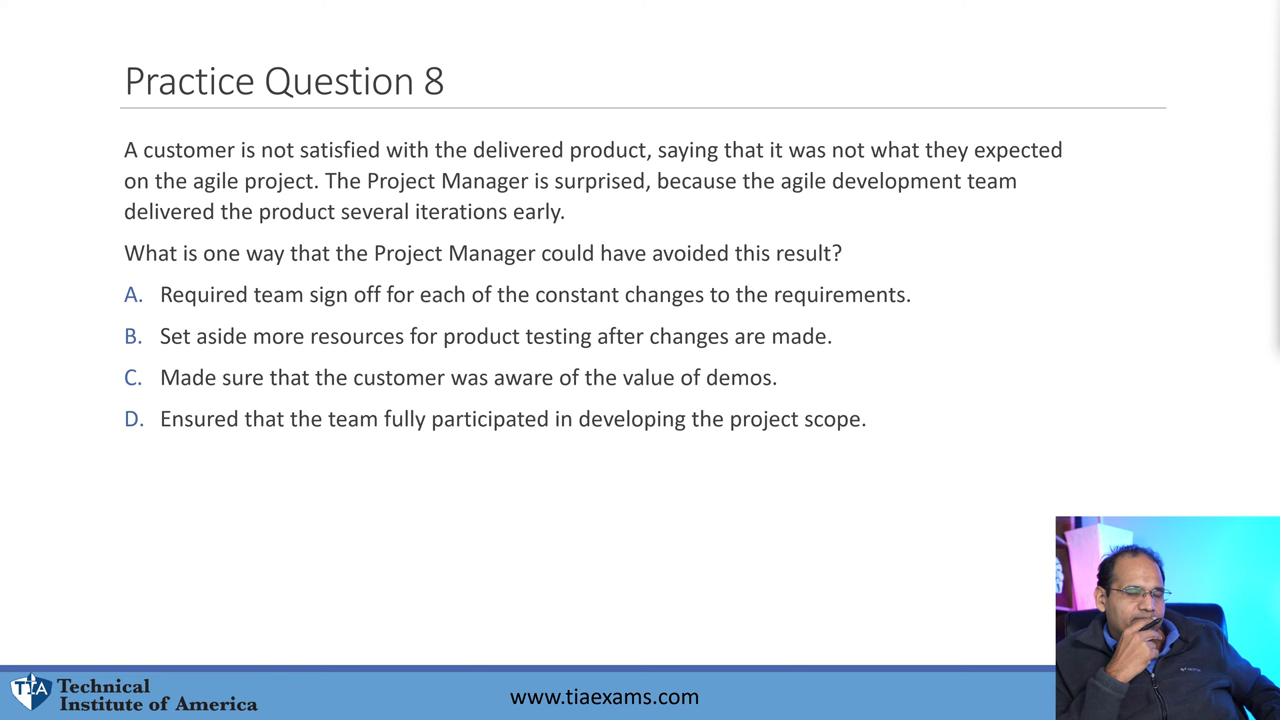 Practice Question 8
A customer is not satisfied with the delivered product, saying that it was not what they expected
on the agile project. The Project Manager is surprised, because the agile development team
delivered the product several iterations early.
What is one way that the Project Manager could have avoided this result?
A. Required team sign off for each of the constant changes to the requirements.
B. Set aside more resources for product testing after changes are made.
C. Made sure that the customer was aware of the value of demos.
D. Ensured that the team fully participated in developing the project scope.
TIA
Technical
Institute of America
www.tiaexams.com